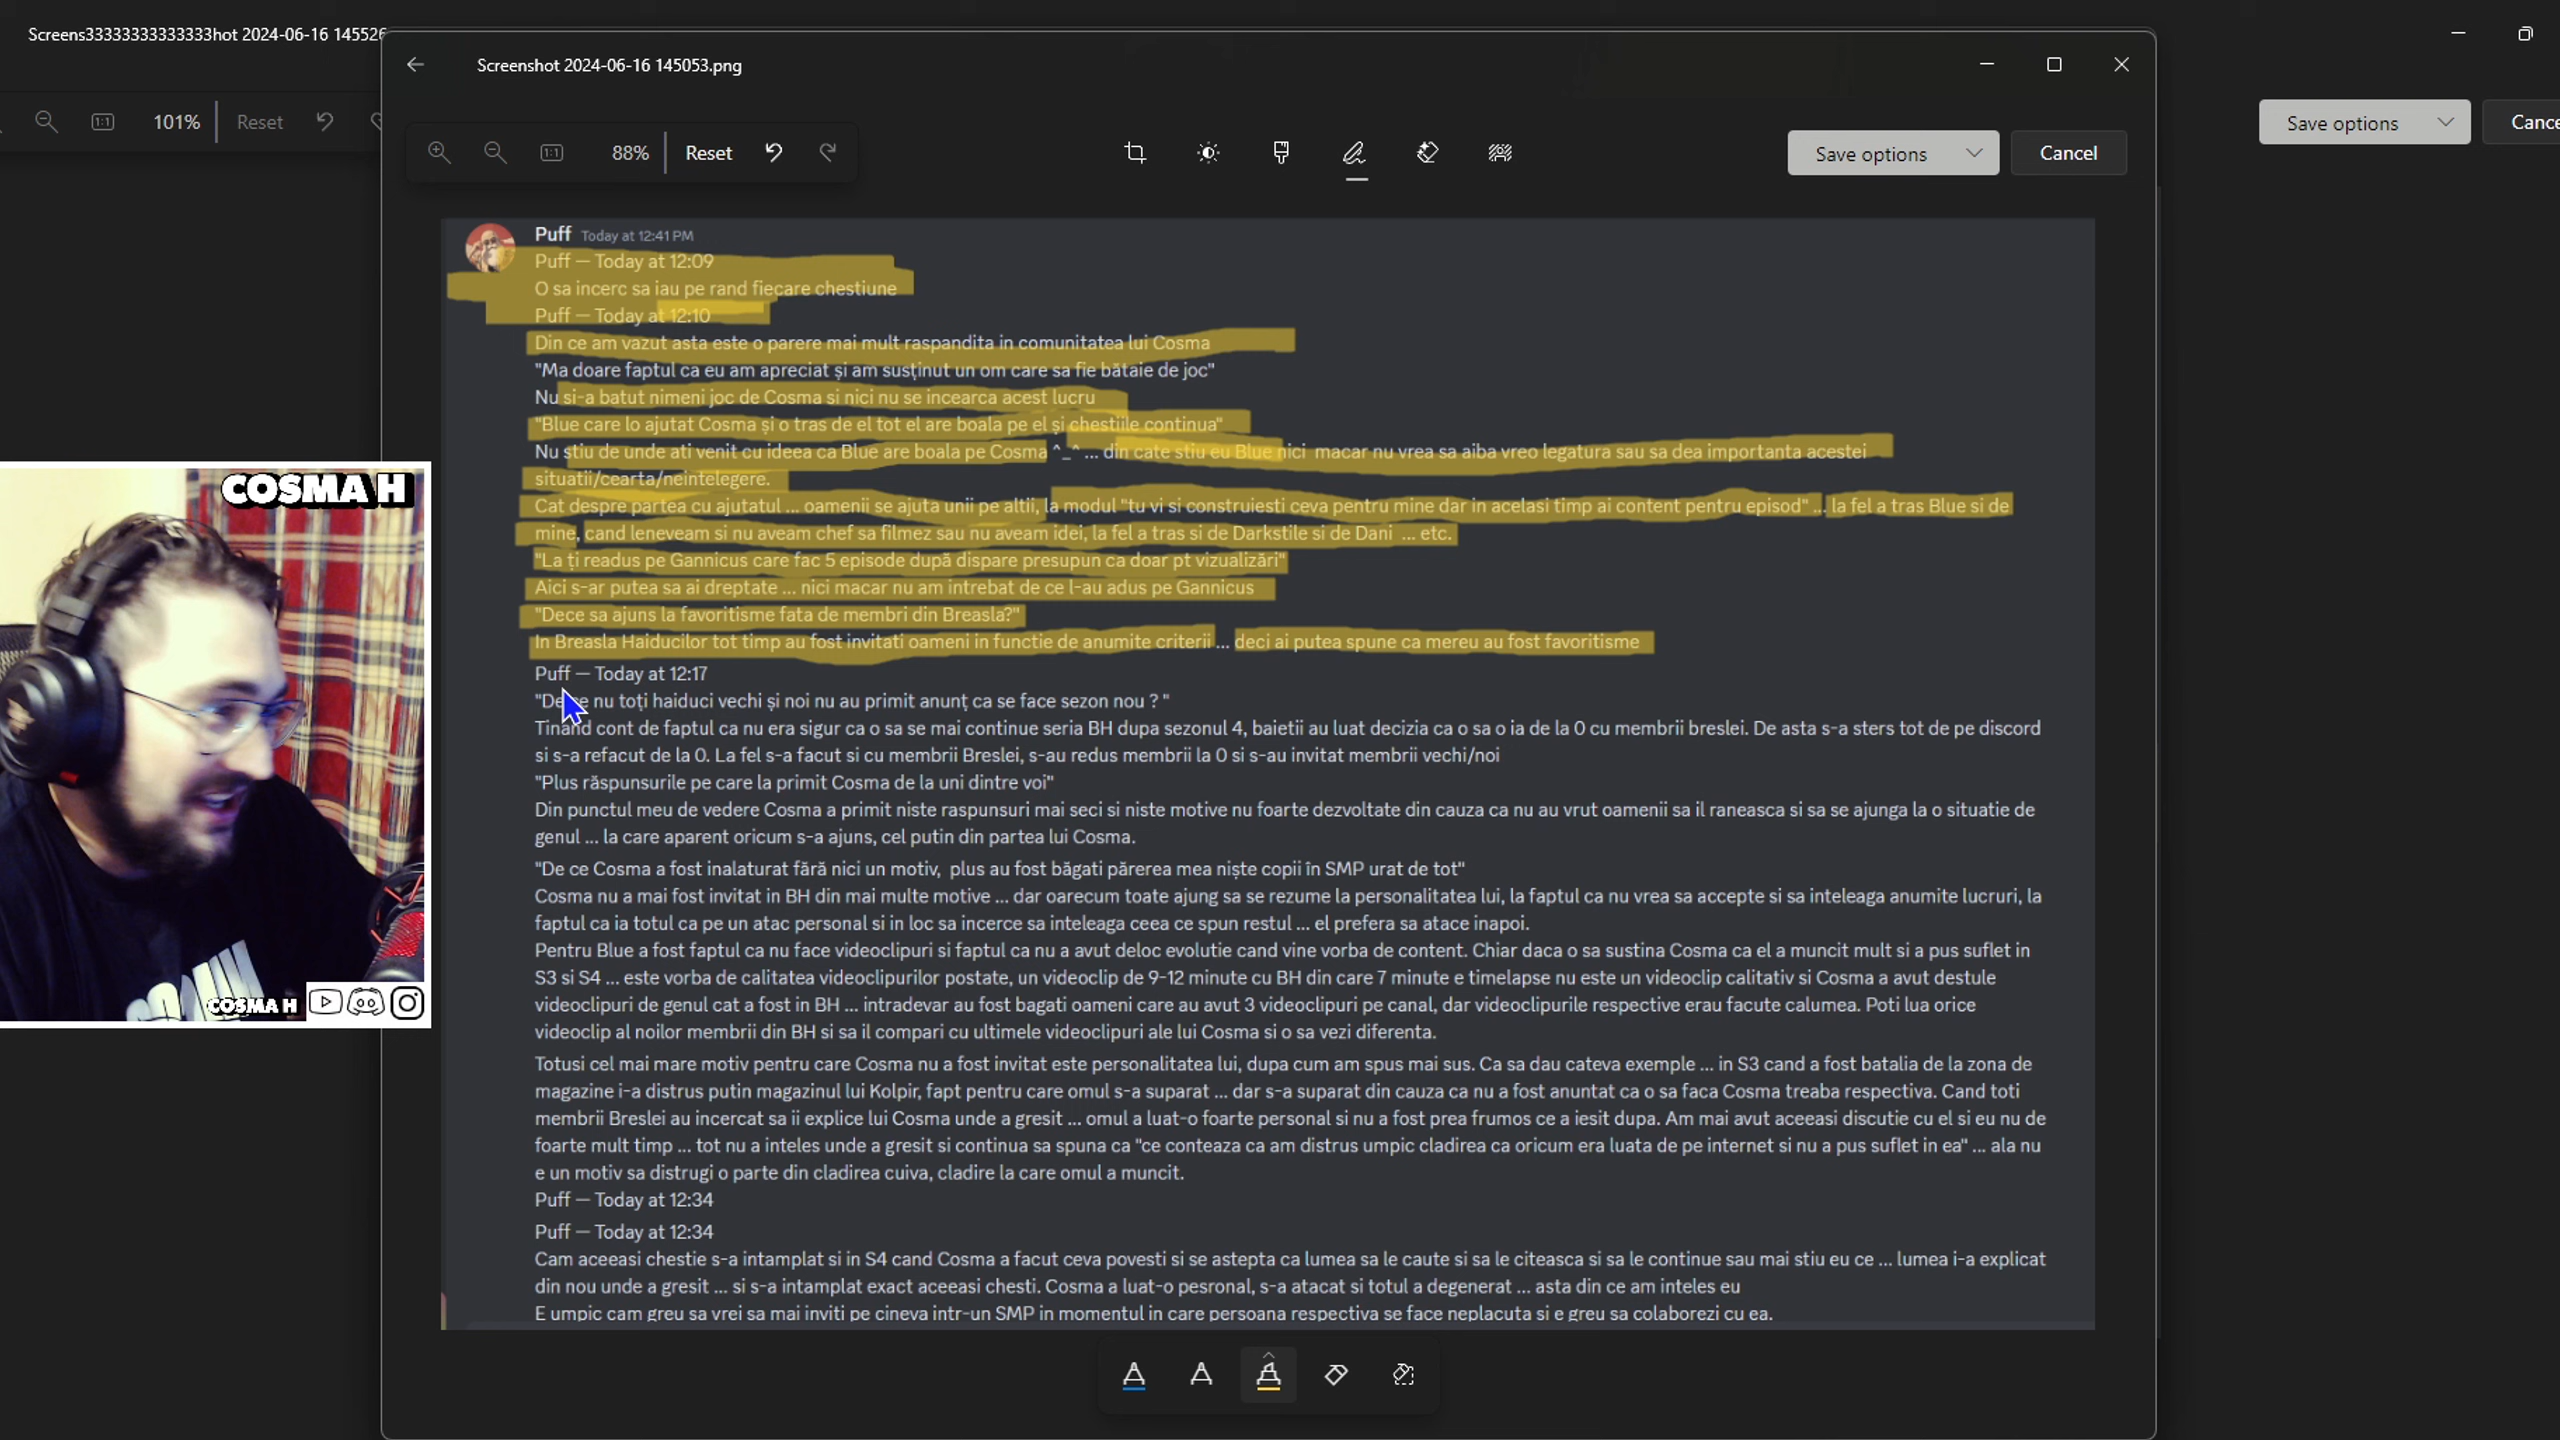 Screens33333333333333hot 2024-06-16 145526
Screenshot 2024-06-16 145053.png
101%
Reset
88%
Reset
Save options
Cancel
Save options
Cance
Puff Today at 12:41 PM
Puff — Today at 12:09
O sa incerc sa iau pe rand fiecare chestiune
Puff — Today at 12:10
Din ce am vazut asta este o parere mai mult raspandita in comunitatea lui Cosma
"Ma doare faptul ca eu am apreciat și am susținut un om care sa fie bătaie de joc"
Nu si-a batut nimeni joc de Cosma si nici nu se incearca acest lucru
"Blue care lo ajutat Cosma și o tras de el tot el are boala pe el și chestiile continua"
Nu stiu de unde ati venit cu ideea ca Blue are boala pe Cosma ^_^ ... din cate stiu eu Blue nici macar nu vrea sa aiba vreo legatura sau sa dea importanta acestei
situatii/cearta/neintelegere.
Cat despre partea cu ajutatul ... oamenii se ajuta unii pe altii, la modul "tu vi si construiesti ceva pentru mine dar in acelasi timp ai content pentru episod" ... la fel a tras Blue si de
mine, cand leneveam si nu aveam chef sa filmez sau nu aveam idei, la fel a tras si de Darkstile si de Dani ... etc.
"La ți readus pe Gannicus care fac 5 episode după dispare presupun ca doar pt vizualizări"
Aici s-ar putea sa ai dreptate ... nici macar nu am intrebat de ce l-au adus pe Gannicus
"Dece sa ajuns la favoritisme fata de membri din Breasla?"
In Breasla Haiducilor tot timp au fost invitati oameni in functie de anumite criterii ... deci ai putea spune ca mereu au fost favoritisme
Puff — Today at 12:17
"De ce nu toți haiduci vechi și noi nu au primit anunț ca se face sezon nou ? "
Tinand cont de faptul ca nu era sigur ca o sa se mai continue seria BH dupa sezonul 4, baietii au luat decizia ca o sa o ia de la 0 cu membrii breslei. De asta s-a sters tot de pe discord
si s-a refacut de la 0. La fel s-a facut si cu membrii Breslei, s-au redus membrii la 0 si s-au invitat membrii vechi/noi
"Plus răspunsurile pe care la primit Cosma de la uni dintre voi"
Din punctul meu de vedere Cosma a primit niste raspunsuri mai seci si niste motive nu foarte dezvoltate din cauza ca nu au vrut oamenii sa il raneasca si sa se ajunga la o situatie de
genul ... la care aparent oricum s-a ajuns, cel putin din partea lui Cosma.
"De ce Cosma a fost inalaturat fără nici un motiv, plus au fost băgati părerea mea niște copii în SMP urat de tot"
Cosma nu a mai fost invitat in BH din mai multe motive ... dar oarecum toate ajung sa se rezume la personalitatea lui, la faptul ca nu vrea sa accepte si sa inteleaga anumite lucruri, la
faptul ca ia totul ca pe un atac personal si in loc sa incerce sa inteleaga ceea ce spun restul ... el prefera sa atace inapoi.
Pentru Blue a fost faptul ca nu face videoclipuri si faptul ca nu a avut deloc evolutie cand vine vorba de content. Chiar daca o sa sustina Cosma ca el a muncit mult si a pus suflet in
S3 si S4 ... este vorba de calitatea videoclipurilor postate, un videoclip de 9-12 minute cu BH din care 7 minute e timelapse nu este un videoclip calitativ si Cosma a avut destule
videoclipuri de genul cat a fost in BH ... intradevar au fost bagati oameni care au avut 3 videoclipuri pe canal, dar videoclipurile respective erau facute calumea. Poti lua orice
videoclip al noilor membrii din BH si sa il compari cu ultimele videoclipuri ale lui Cosma si o sa vezi diferenta.
Totusi cel mai mare motiv pentru care Cosma nu a fost invitat este personalitatea lui, dupa cum am spus mai sus. Ca sa dau cateva exemple ... in S3 cand a fost batalia de la zona de
magazine i-a distrus putin magazinul lui Kolpir, fapt pentru care omul s-a suparat ... dar s-a suparat din cauza ca nu a fost anuntat ca o sa faca Cosma treaba respectiva. Cand toti
membrii Breslei au incercat sa ii explice lui Cosma unde a gresit ... omul a luat-o foarte personal si nu a fost prea frumos ce a iesit dupa. Am mai avut aceeasi discutie cu el si eu nu de
foarte mult timp ... tot nu a inteles unde a gresit si continua sa spuna ca "ce conteaza ca am distrus umpic cladirea ca oricum era luata de pe internet si nu a pus suflet in ea" ... ala nu
e un motiv sa distrugi o parte din cladirea cuiva, cladire la care omul a muncit.
Puff — Today at 12:34
Puff — Today at 12:34
Cam aceeasi chestie s-a intamplat si in S4 cand Cosma a facut ceva povesti si se astepta ca lumea sa le caute si sa le citeasca si sa le continue sau mai stiu eu ce ... lumea i-a explicat
din nou unde a gresit ... si s-a intamplat exact aceeasi chesti. Cosma a luat-o pesronal, s-a atacat si totul a degenerat ... asta din ce am inteles eu
E umpic cam greu sa vrei sa mai inviti pe cineva intr-un SMP in momentul in care persoana respectiva se face neplacuta si e greu sa colaborezi cu ea.
COSMA H
COSMA H